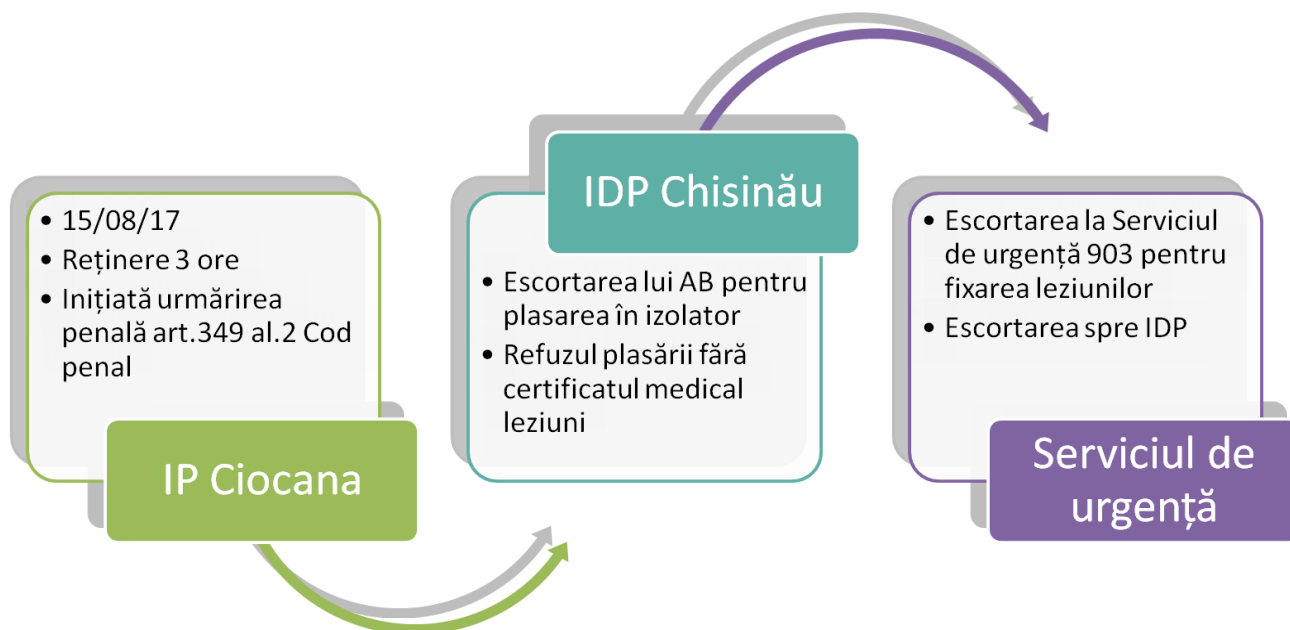 • 15/08/17
• Reținere 3 ore
• Inițiată urmărirea
penală art.349 al.2 Cod
penal
IP Ciocana
IDP Chisinău
• Escortarea lui AB pentru
plasarea în izolator
• Refuzul plasării fără
certificatul medical
leziuni
• Escortarea la Serviciul
de urgență 903 pentru
fixarea leziunilor
• Escortarea spre IDP
Serviciul de
urgență